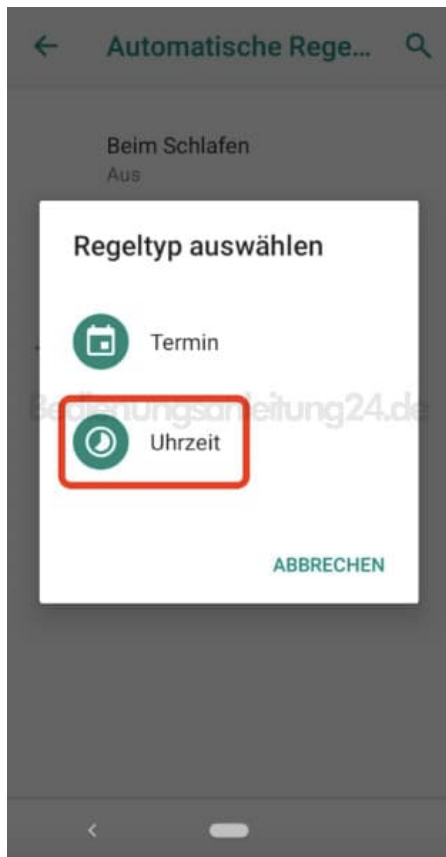 Automatische Rege...
Beim Schlafen
Aus
Regeltyp auswählen
Termin
Bedienungsanleitung24.de
Uhrzeit
ABBRECHEN